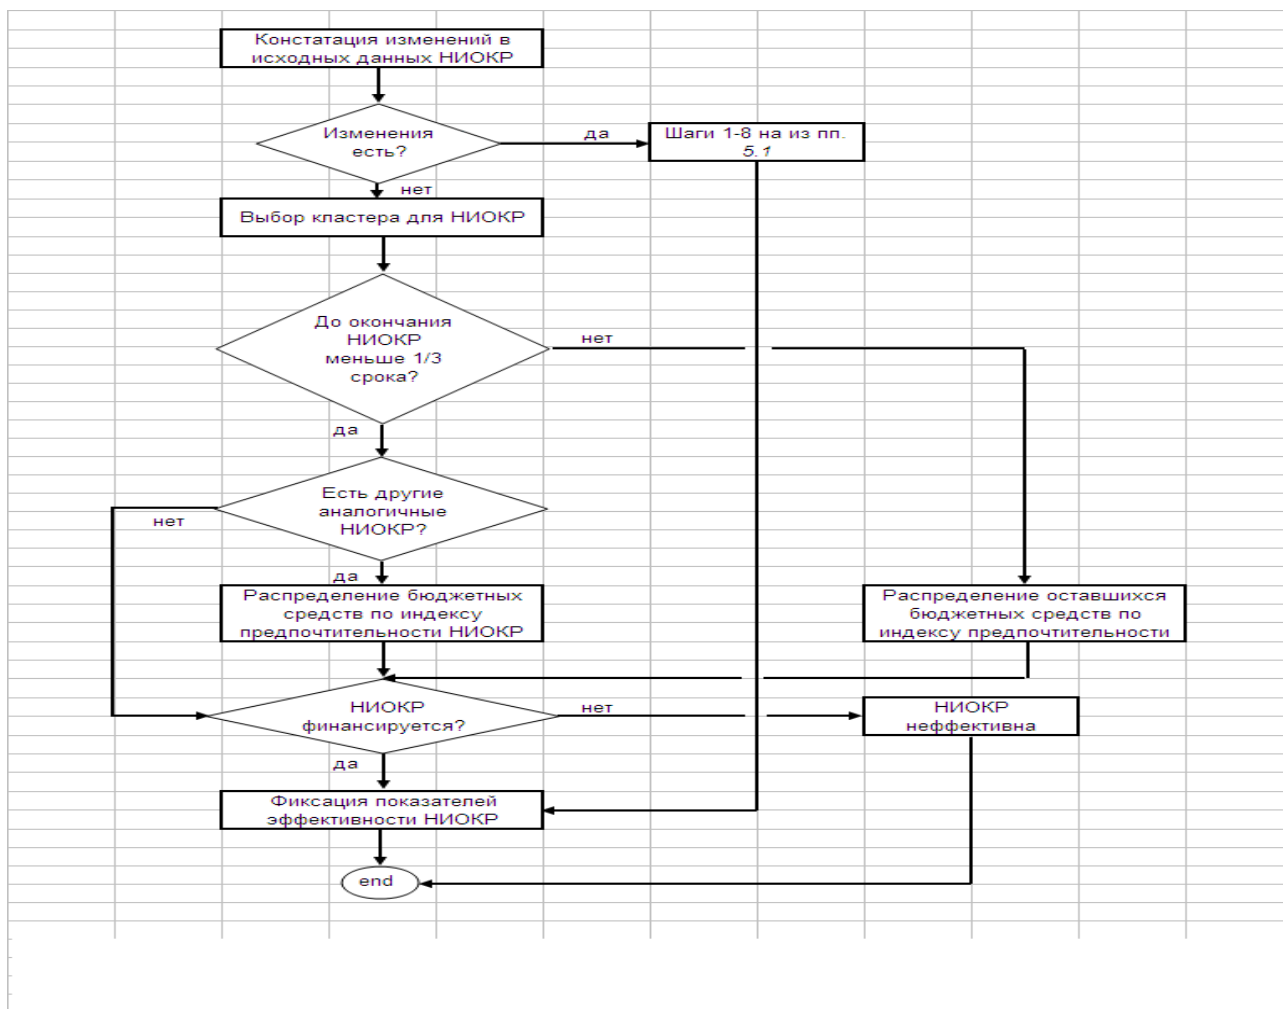 Констатация изменений в
исходных данных НИОКР
Изменения
есть?
да
Шаги 1-8 на из пп.
5.1
нет
Выбор кластера для НИОКР
До окончания
НИОКР
меньше 1/3
срока?
нет
да
Есть другие
аналогичные
НИОКР?
нет
да
Распределение бюджетных
средств по индексу
предпочтительности НИОКР
Распределение оставшихся
бюджетных средств по
индексу предпочтительности
НИОКР
финансируется?
нет
НИОКР
неффективна
да
Фиксация показателей
эффективности НИОКР
end